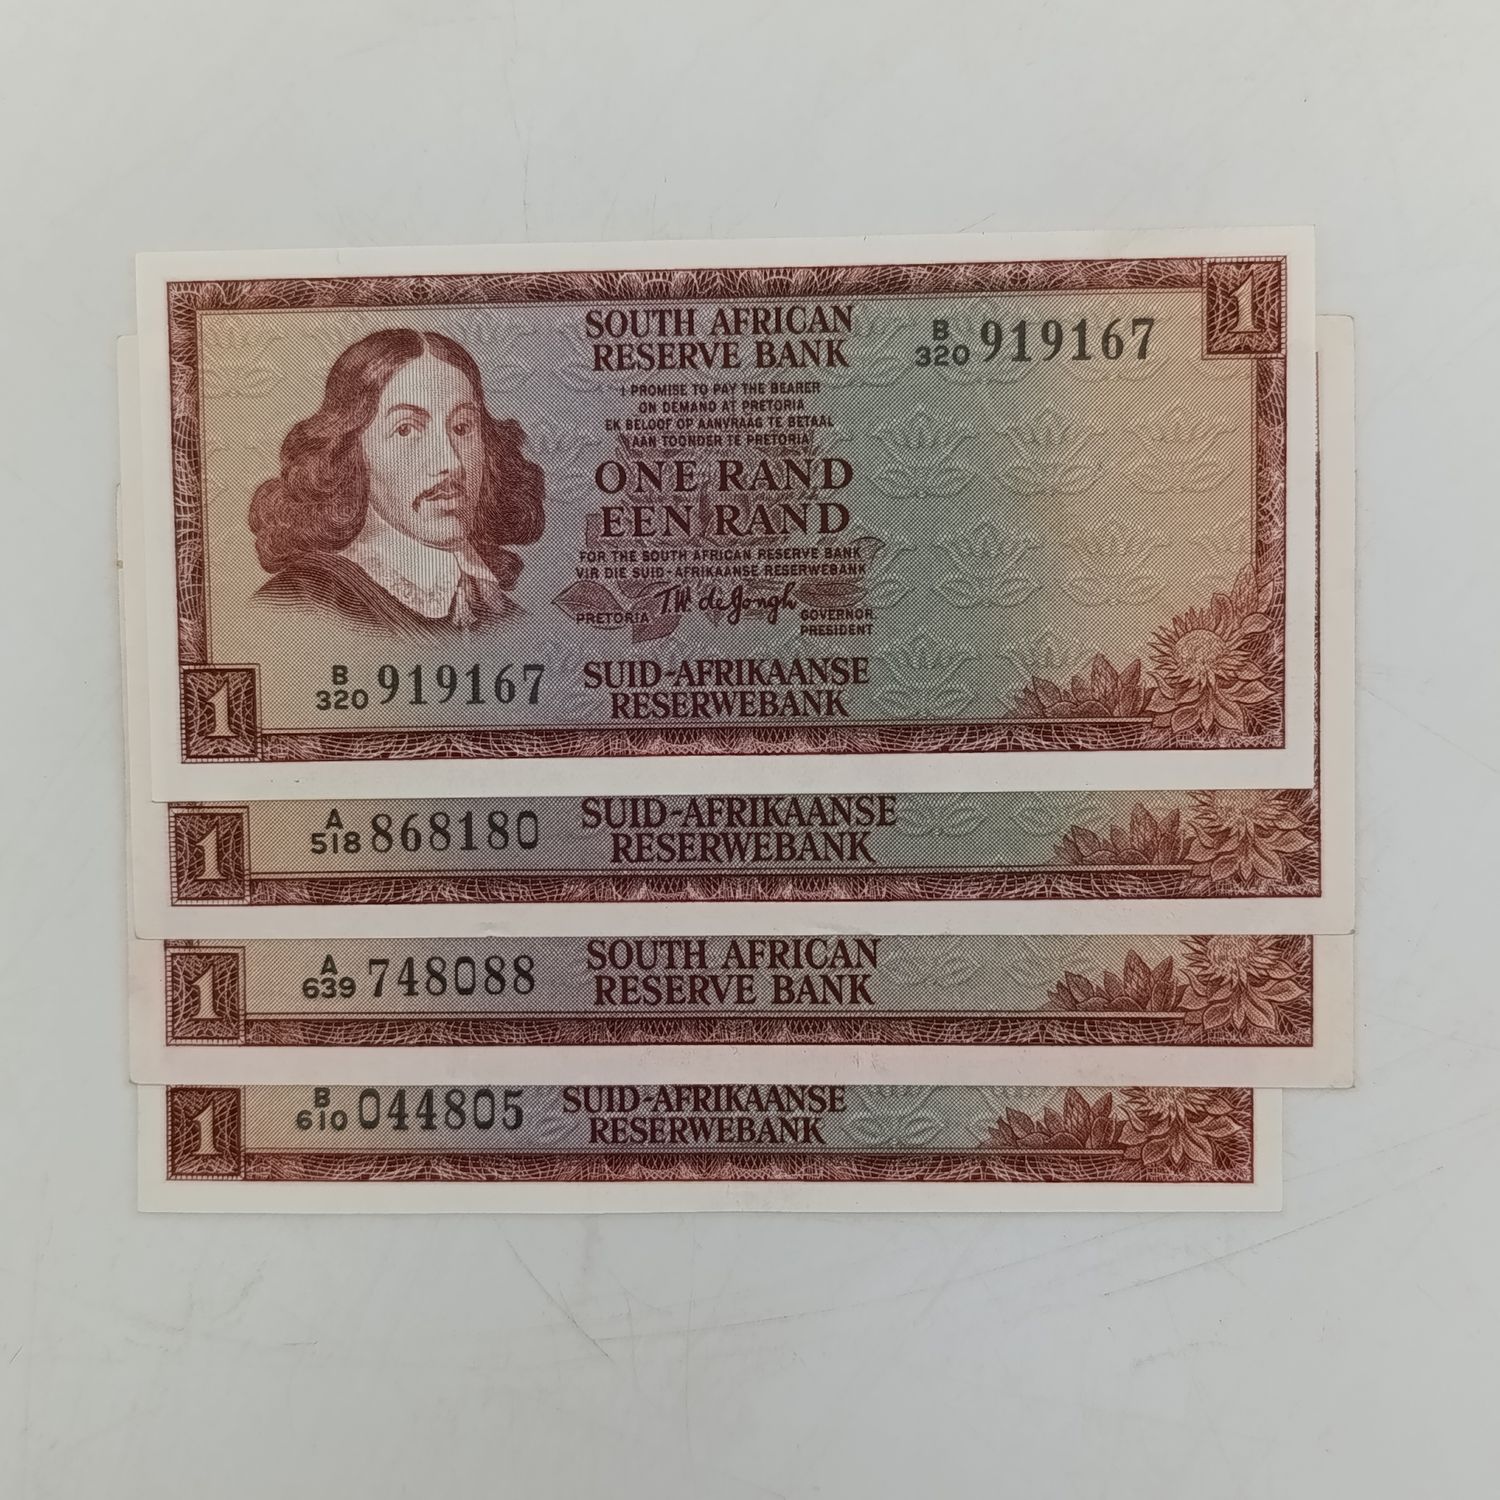 1
SOUTH AFRICAN
RESERVE BANK
B
320 919167
I PROMISE TO PAY THE BEARER
ON DEMAND AT PRETORIA
EK BELOOF OP AANVRAAG TE BETAAL
AAN TOONDER TE PRETORIA
ONE RAND
EEN RAND
FOR THE SOUTH AFRICAN RESERVE BANK
VIR DIE SUID-AFRIKAANSE RESERWEBANK
T.W. de Jongh
PRETORIA
GOVERNOR
PRESIDENT
1
B
320 919167
SUID-AFRIKAANSE
RESERWEBANK
1
A
518 868180
SUID-AFRIKAANSE
RESERWEBANK
1
A
639 748088
SOUTH AFRICAN
RESERVE BANK
1
B
610 044805
SUID-AFRIKAANSE
RESERWEBANK